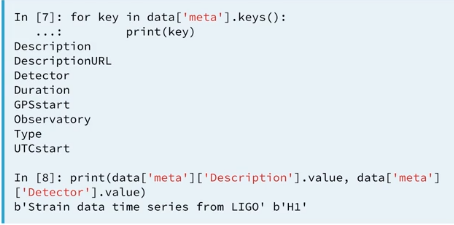 In [7]: for key in data['meta'].keys():
   ...:         print(key)
Description
DescriptionURL
Detector
Duration
GPSstart
Observatory
Type
UTCstart
In [8]: print(data['meta']['Description'].value, data['meta']
['Detector'].value)
b'Strain data time series from LIGO' b'H1'